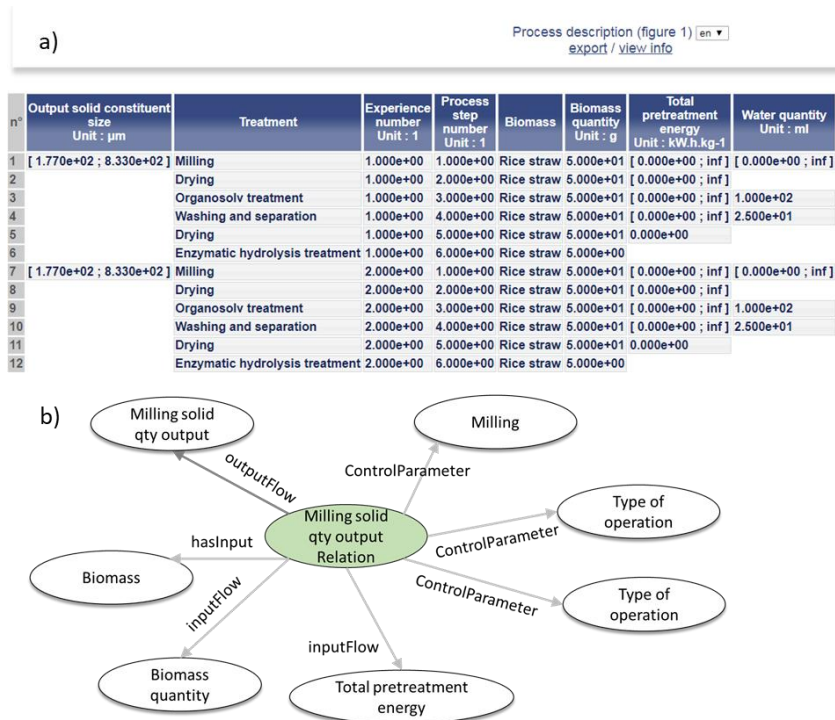 a)
Process description (figure 1) en ▼
export / view info
n° Output solid constituent size Unit : µm Treatment Experience number Unit : 1 Process step number Unit : 1 Biomass Biomass quantity Unit : g Total pretreatment energy Unit : kW.h.kg-1 Water quantity Unit : ml
1 [ 1.770e+02 ; 8.330e+02 ] Milling 1.000e+00 1.000e+00 Rice straw 5.000e+01 [ 0.000e+00 ; inf ] [ 0.000e+00 ; inf ]
2 Drying 1.000e+00 2.000e+00 Rice straw 5.000e+01 [ 0.000e+00 ; inf ]
3 Organosolv treatment 1.000e+00 3.000e+00 Rice straw 5.000e+01 [ 0.000e+00 ; inf ] 1.000e+02
4 Washing and separation 1.000e+00 4.000e+00 Rice straw 5.000e+01 [ 0.000e+00 ; inf ] 2.500e+01
5 Drying 1.000e+00 5.000e+00 Rice straw 5.000e+01 0.000e+00
6 Enzymatic hydrolysis treatment 1.000e+00 6.000e+00 Rice straw 5.000e+00
7 [ 1.770e+02 ; 8.330e+02 ] Milling 2.000e+00 1.000e+00 Rice straw 5.000e+01 [ 0.000e+00 ; inf ] [ 0.000e+00 ; inf ]
8 Drying 2.000e+00 2.000e+00 Rice straw 5.000e+01 [ 0.000e+00 ; inf ]
9 Organosolv treatment 2.000e+00 3.000e+00 Rice straw 5.000e+01 [ 0.000e+00 ; inf ] 1.000e+02
10 Washing and separation 2.000e+00 4.000e+00 Rice straw 5.000e+01 [ 0.000e+00 ; inf ] 2.500e+01
11 Drying 2.000e+00 5.000e+00 Rice straw 5.000e+01 0.000e+00
12 Enzymatic hydrolysis treatment 2.000e+00 6.000e+00 Rice straw 5.000e+00
b)
Milling solid
qty output
Milling
outputFlow
ControlParameter
Type of
operation
Milling solid
qty output
Relation
ControlParameter
hasInput
Biomass
ControlParameter
Type of
operation
inputFlow
inputFlow
Biomass
quantity
Total pretreatment
energy